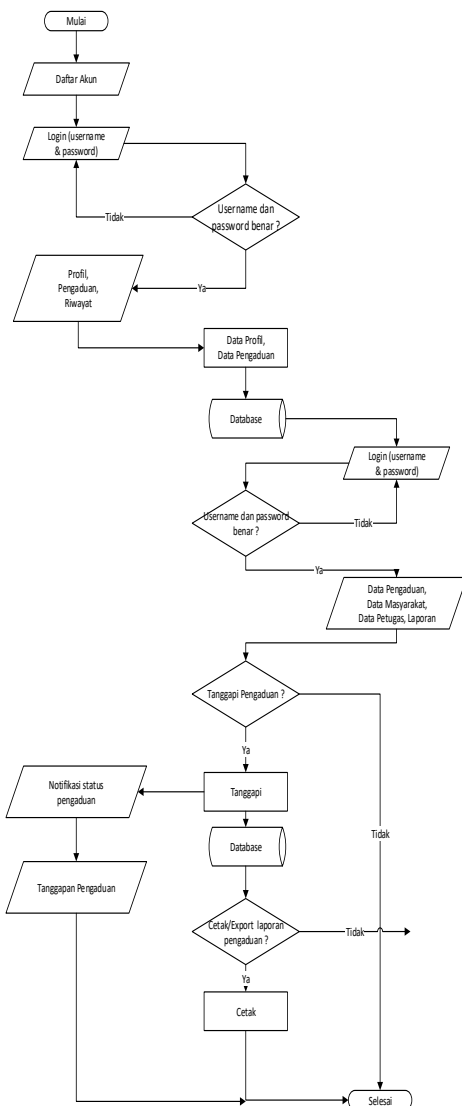 Mulai
Daftar Akun
Login (username
& password)
Tidak
Username dan
password benar ?
Ya
Profil,
Pengaduan,
Riwayat
Data Profil,
Data Pengaduan
Database
Login (username
& password)
Username dan password
benar ?
Tidak
Ya
Data Pengaduan,
Data Masyarakat,
Data Petugas, Laporan
Tanggapi Pengaduan ?
Ya
Notifikasi status
pengaduan
Tanggapi
Tidak
Database
Tanggapan Pengaduan
Cetak/Export laporan
pengaduan ?
Tidak
Ya
Cetak
Selesai